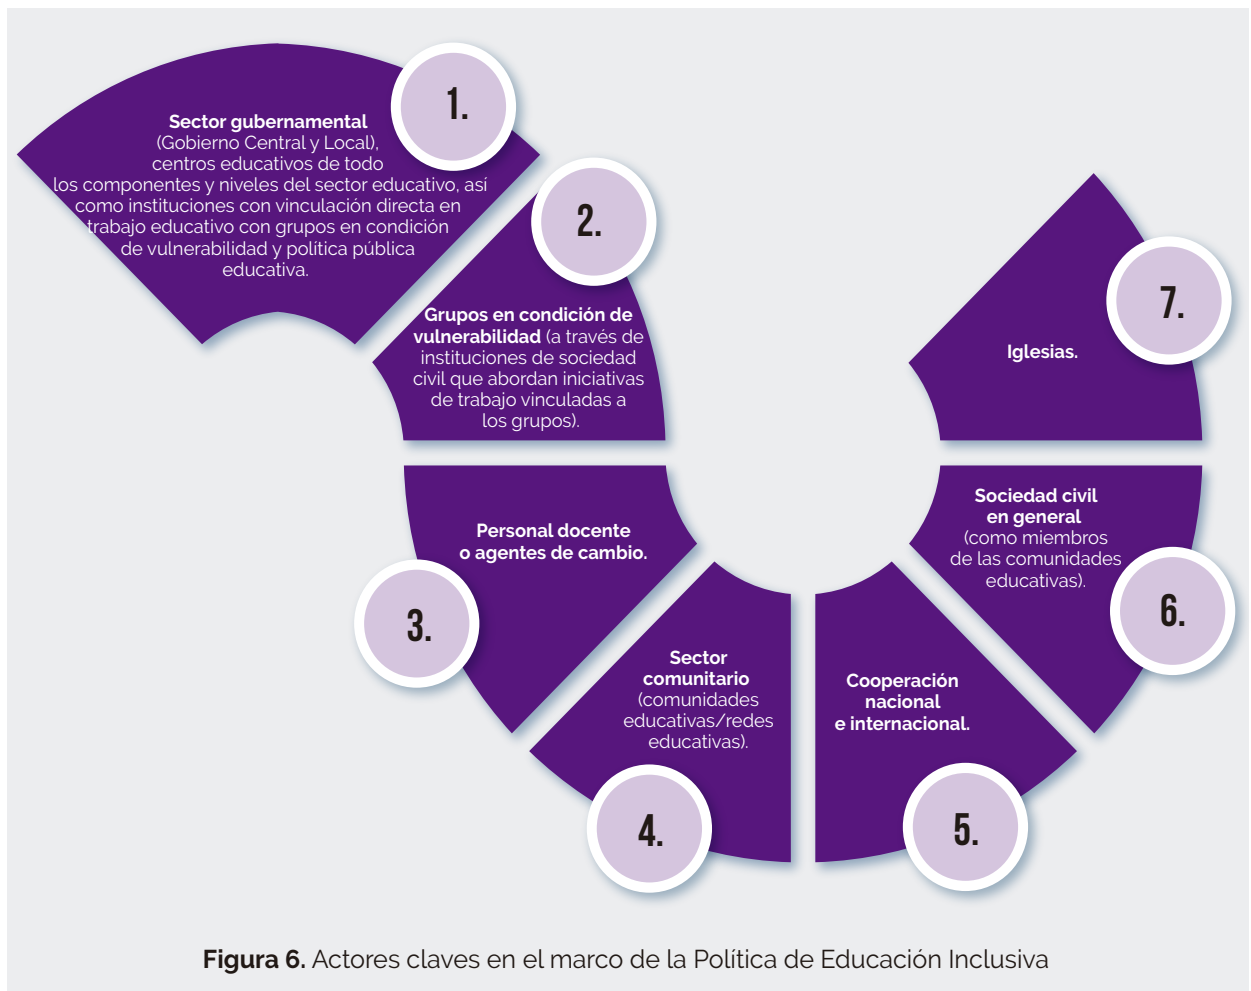 1.
Sector gubernamental
(Gobierno Central y Local),
centros educativos de todo
los componentes y niveles del sector educativo, así
como instituciones con vinculación directa en
trabajo educativo con grupos en condición
de vulnerabilidad y política pública
educativa.
2.
Grupos en condición de
vulnerabilidad (a través de
instituciones de sociedad
civil que abordan iniciativas
de trabajo vinculadas a
los grupos).
3.
Personal docente
o agentes de cambio.
4.
Sector
comunitario
(comunidades
educativas/redes
educativas).
5.
Cooperación
nacional
e internacional.
6.
Sociedad civil
en general
(como miembros
de las comunidades
educativas).
7.
Iglesias.
Figura 6. Actores claves en el marco de la Política de Educación Inclusiva